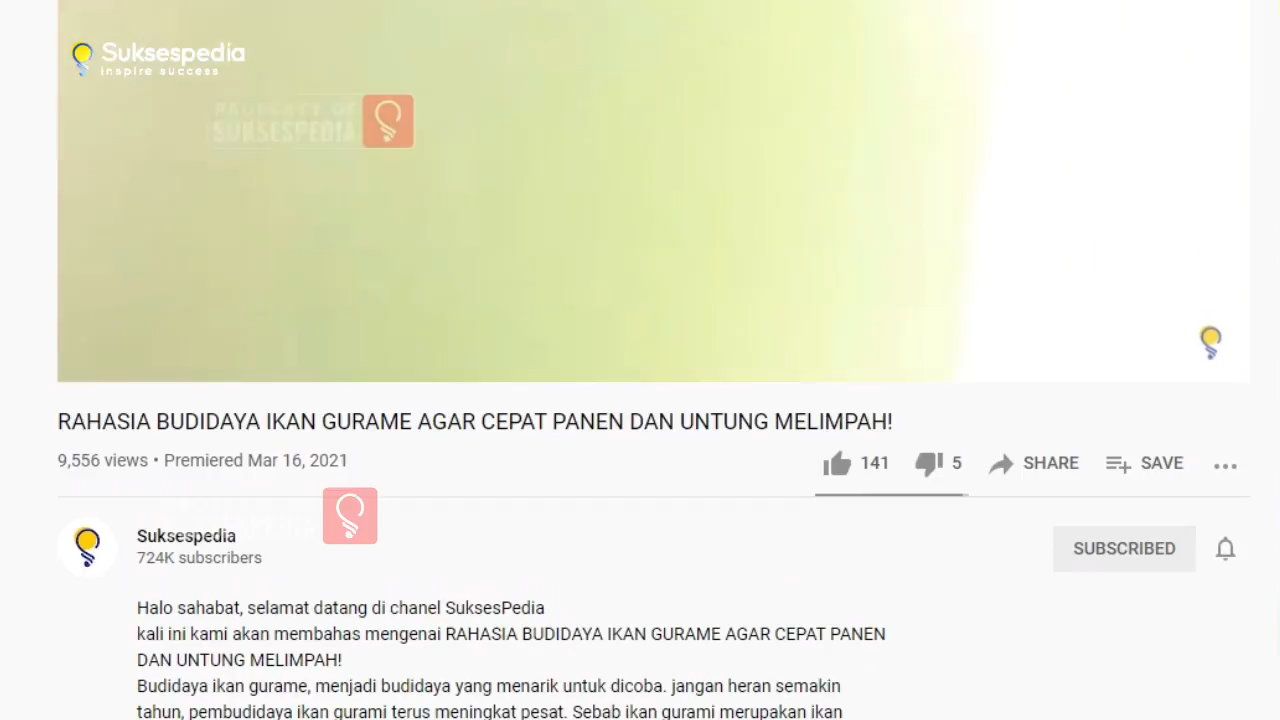 Suksespedia
inspire success
PROPERTY OF
SUKSESPEDIA
RAHASIA BUDIDAYA IKAN GURAME AGAR CEPAT PANEN DAN UNTUNG MELIMPAH!
9,556 views • Premiered Mar 16, 2021
141 5 SHARE SAVE
Suksespedia
724K subscribers
SUBSCRIBED
Halo sahabat, selamat datang di chanel SuksesPedia
kali ini kami akan membahas mengenai RAHASIA BUDIDAYA IKAN GURAME AGAR CEPAT PANEN
DAN UNTUNG MELIMPAH!
Budidaya ikan gurame, menjadi budidaya yang menarik untuk dicoba. jangan heran semakin
tahun, pembudidaya ikan gurami terus meningkat pesat. Sebab ikan gurami merupakan ikan